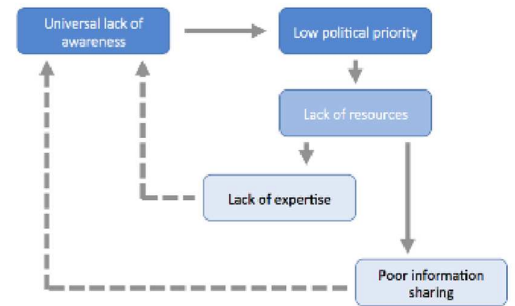 Universal lack of
awareness
Low political priority
Lack of resources
Lack of expertise
Poor information
sharing